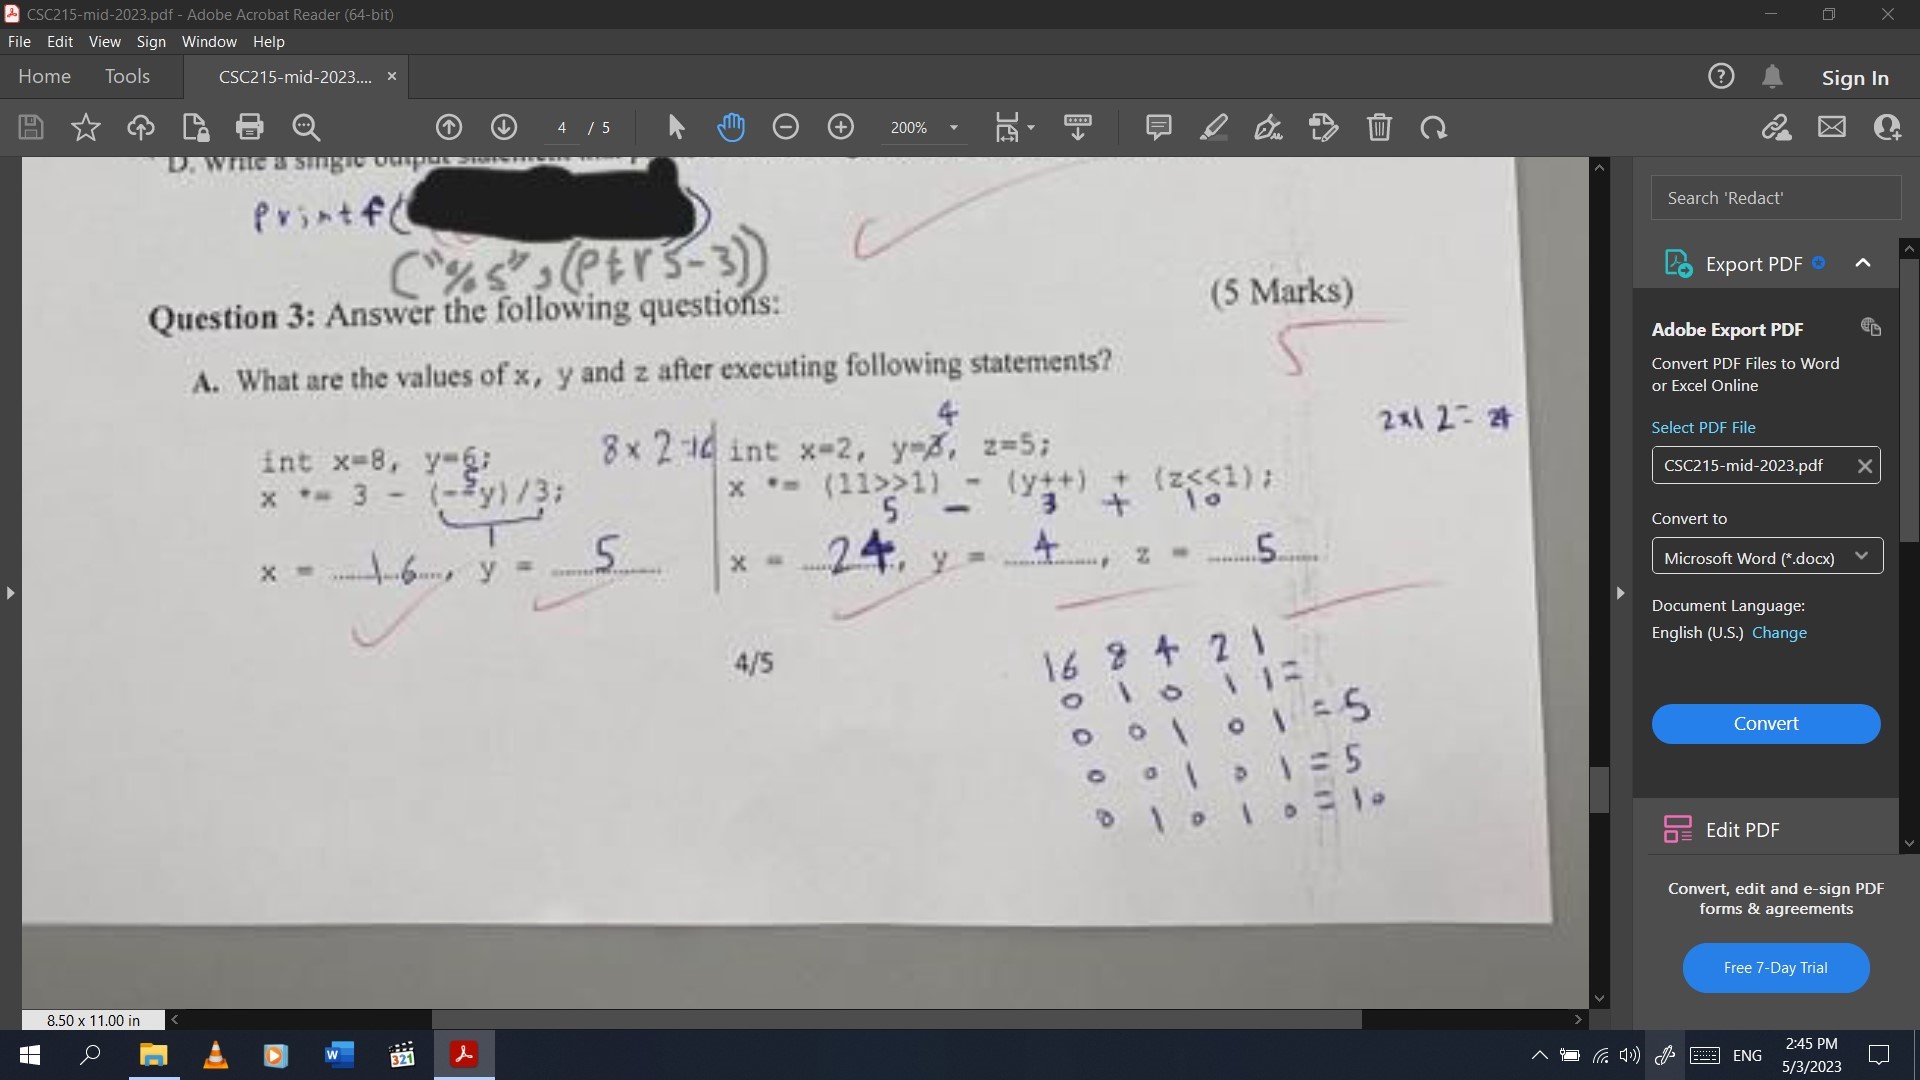 CSC215-mid-2023.pdf - Adobe Acrobat Reader (64-bit)
File Edit View Sign Window Help
Home Tools CSC215-mid-2023.... × Sign In
4 / 5 200%
D. Write a single output
printf(
("%s",(ptr5-3))
Question 3: Answer the following questions: (5 Marks)
5
A. What are the values of x, y and z after executing following statements?
4
2x12=24
int x=8, y=6; 8x2=16 int x=2, y=3, z=5;
5
x *= 3 - (--y)/3; x *= (11>>1) - (y++) + (z<<1);
1 5 - 3 + 10
x = 16, y = 5 x = 24, y = 4, z = 5
4/5
16 8 4 2 1
0 1 0 1 1 =
0 0 1 0 1 = 5
0 0 1 0 1 = 5
0 1 0 1 0 = 10
8.50 x 11.00 in
Search 'Redact'
Export PDF
Adobe Export PDF
Convert PDF Files to Word
or Excel Online
Select PDF File
CSC215-mid-2023.pdf
Convert to
Microsoft Word (*.docx)
Document Language:
English (U.S.) Change
Convert
Edit PDF
Convert, edit and e-sign PDF
forms & agreements
Free 7-Day Trial
321
ENG
2:45 PM
5/3/2023